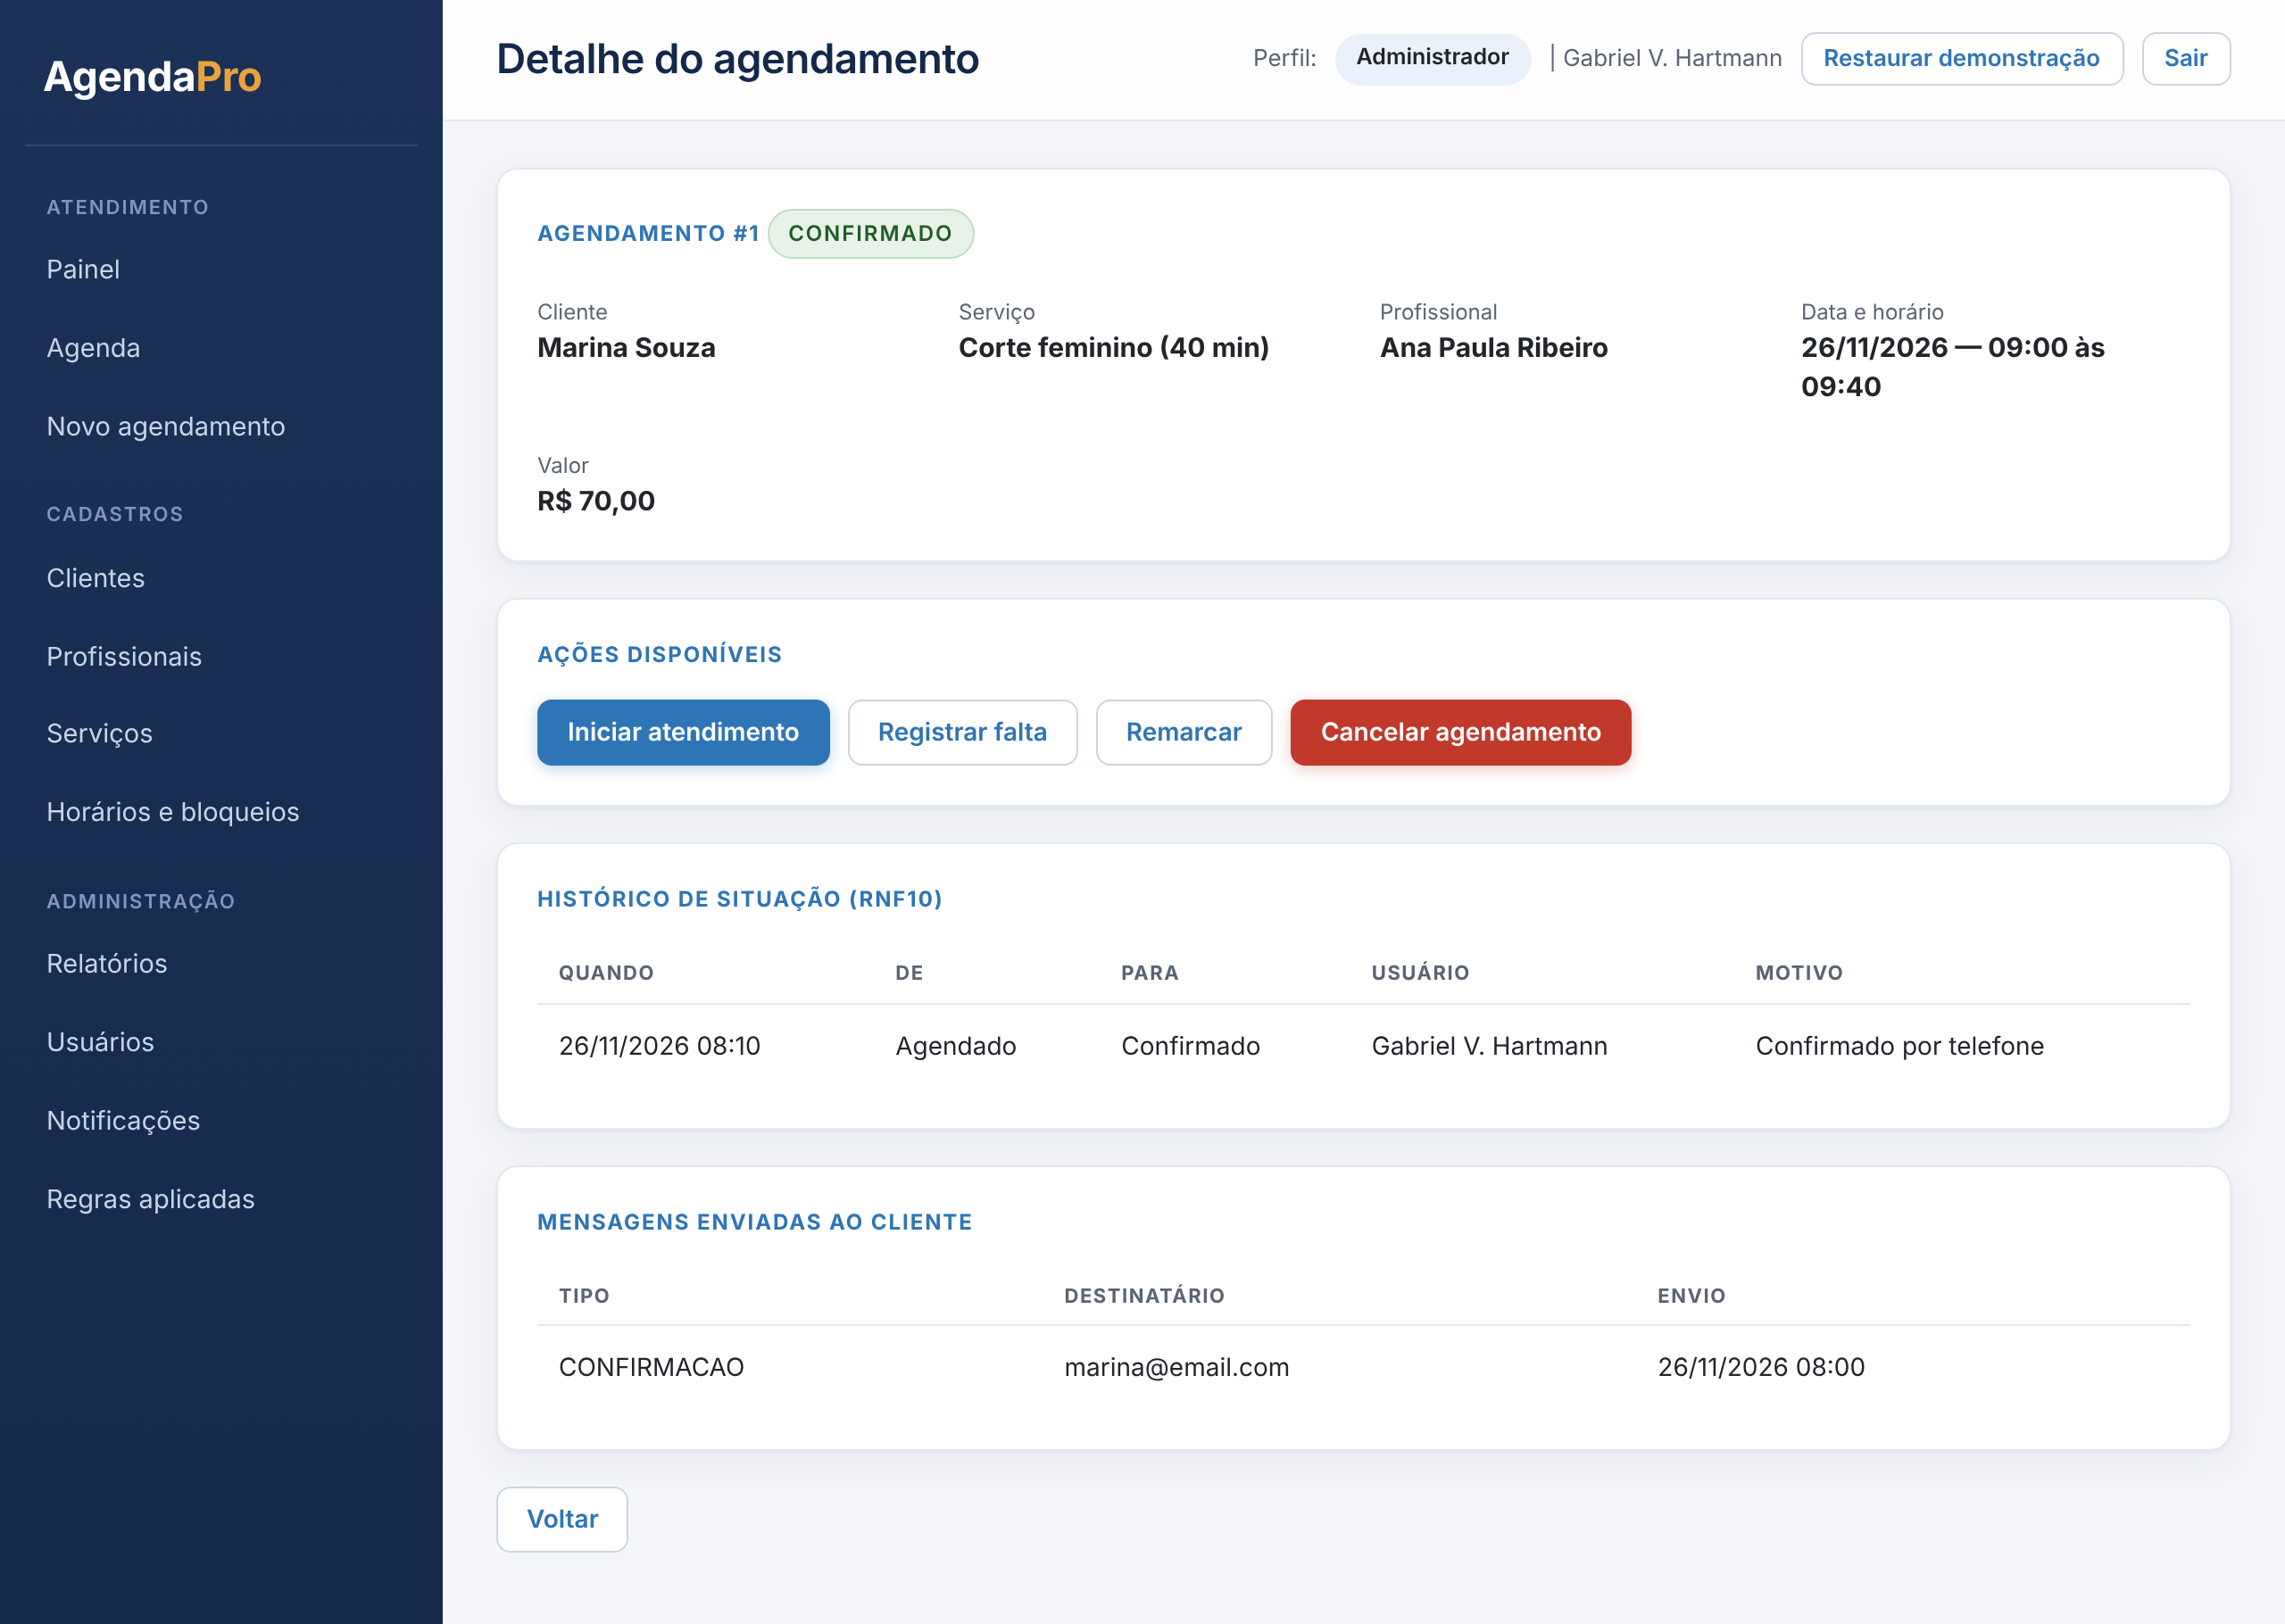 AgendaPro
ATENDIMENTO
Painel
Agenda
Novo agendamento
CADASTROS
Clientes
Profissionais
Serviços
Horários e bloqueios
ADMINISTRAÇÃO
Relatórios
Usuários
Notificações
Regras aplicadas
Detalhe do agendamento
Perfil: Administrador | Gabriel V. Hartmann Restaurar demonstração Sair
AGENDAMENTO #1 CONFIRMADO
Cliente
Marina Souza
Serviço
Corte feminino (40 min)
Profissional
Ana Paula Ribeiro
Data e horário
26/11/2026 — 09:00 às
09:40
Valor
R$ 70,00
AÇÕES DISPONÍVEIS
Iniciar atendimento Registrar falta Remarcar Cancelar agendamento
HISTÓRICO DE SITUAÇÃO (RNF10)
QUANDO DE PARA USUÁRIO MOTIVO
26/11/2026 08:10 Agendado Confirmado Gabriel V. Hartmann Confirmado por telefone
MENSAGENS ENVIADAS AO CLIENTE
TIPO DESTINATÁRIO ENVIO
CONFIRMACAO marina@email.com 26/11/2026 08:00
Voltar